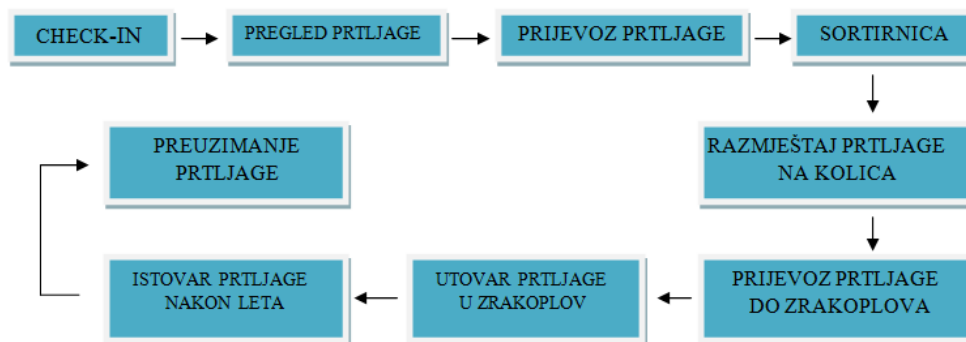 CHECK-IN
PREGLED PRTLJAGE
PRIJEVOZ PRTLJAGE
SORTIRNICA
RAZMJEŠTAJ PRTLJAGE
NA KOLICA
PRIJEVOZ PRTLJAGE
DO ZRAKOPLOVA
UTOVAR PRTLJAGE
U ZRAKOPLOV
ISTOVAR PRTLJAGE
NAKON LETA
PREUZIMANJE
PRTLJAGE